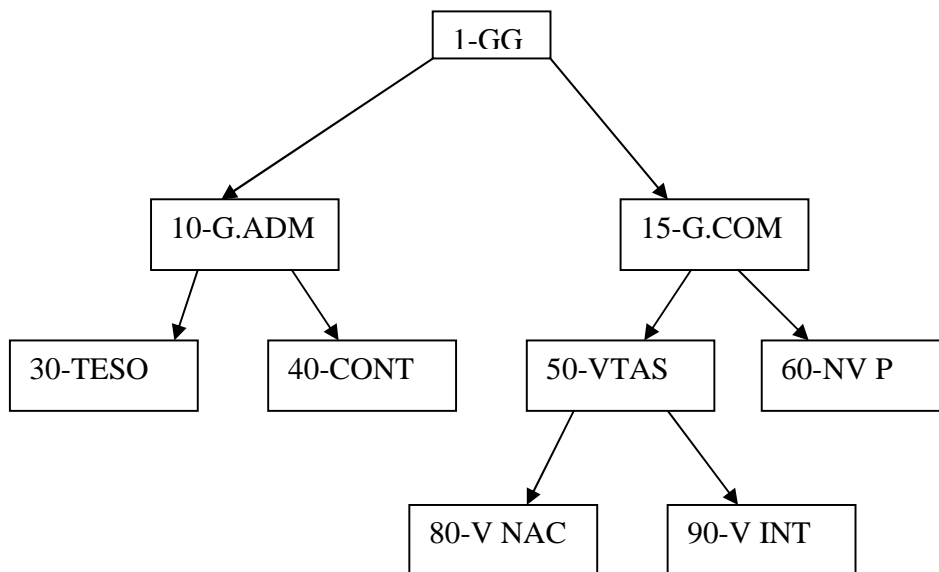 1-GG
10-G.ADM
15-G.COM
30-TESO
40-CONT
50-VTAS
60-NV P
80-V NAC
90-V INT